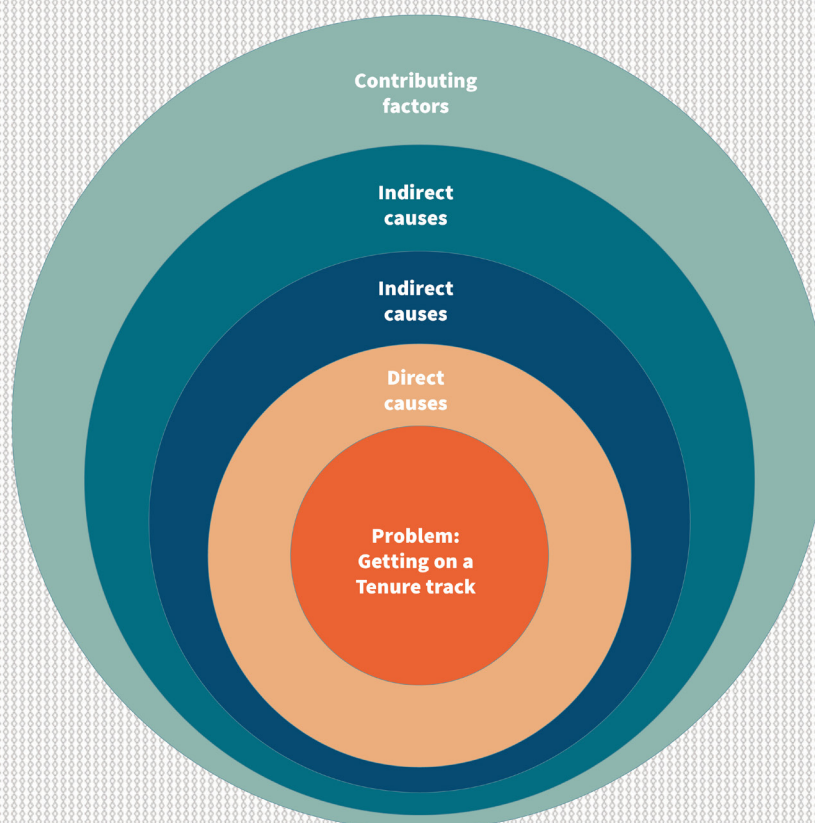 Contributing
factors
Indirect
causes
Indirect
causes
Direct
causes
Problem:
Getting on a
Tenure track